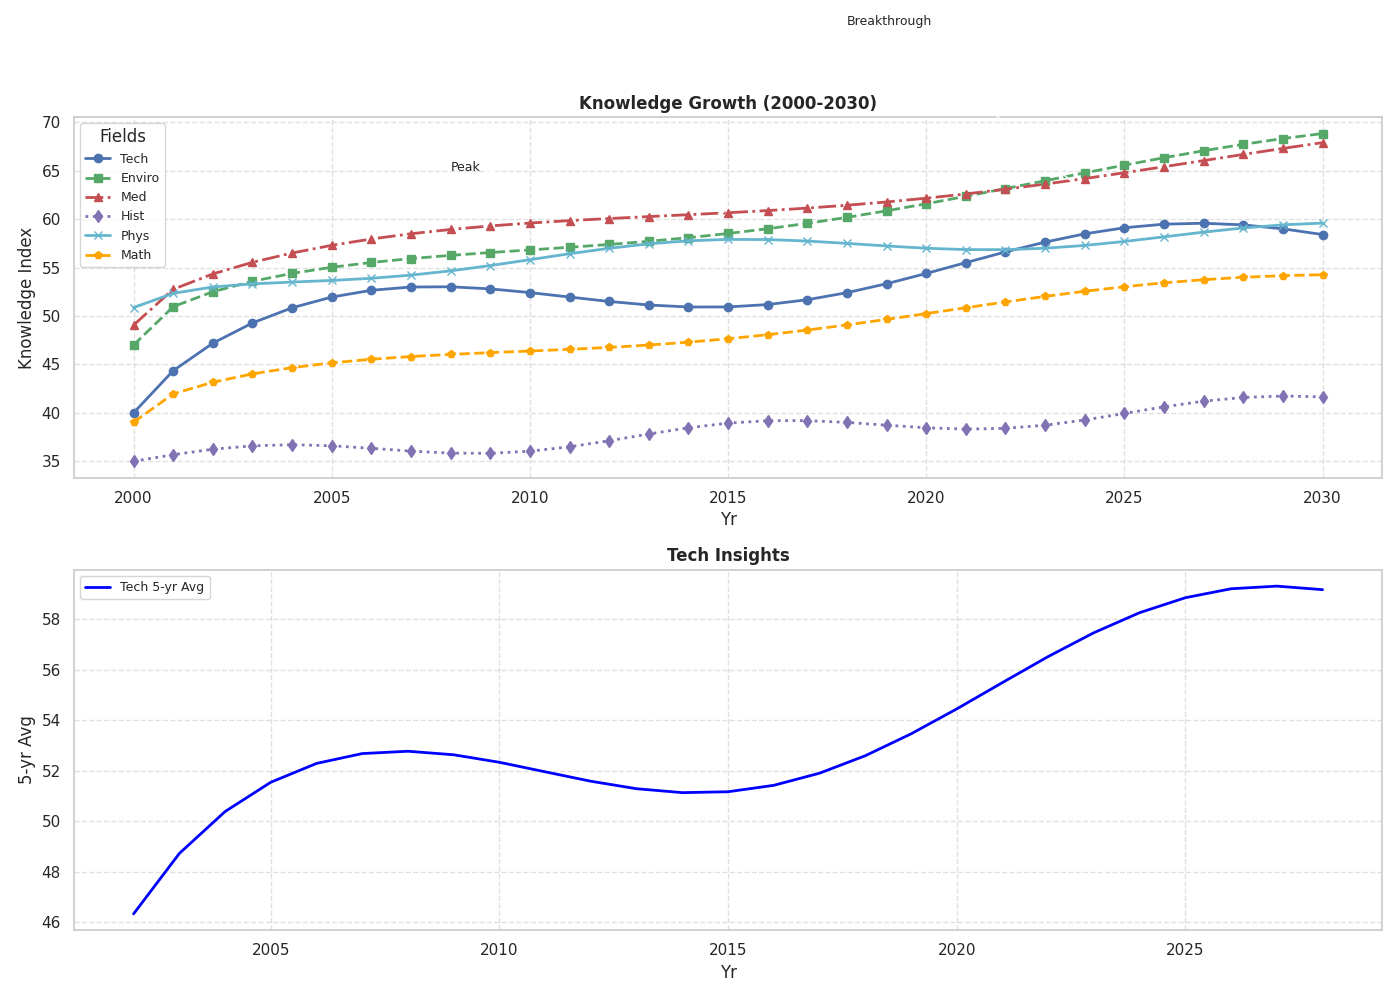 Breakthrough
Knowledge Growth (2000-2030)
Knowledge Index
70
65
60
55
50
45
40
35
Fields
Tech
Enviro
Med
Hist
Phys
Math
Peak
2000 2005 2010 2015 2020 2025 2030
Yr
Tech Insights
5-yr Avg
58
56
54
52
50
48
46
Tech 5-yr Avg
2005 2010 2015 2020 2025
Yr